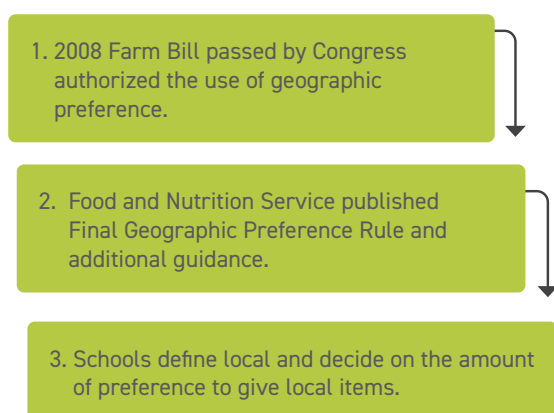 1. 2008 Farm Bill passed by Congress
authorized the use of geographic
preference.
2. Food and Nutrition Service published
Final Geographic Preference Rule and
additional guidance.
3. Schools define local and decide on the amount
of preference to give local items.